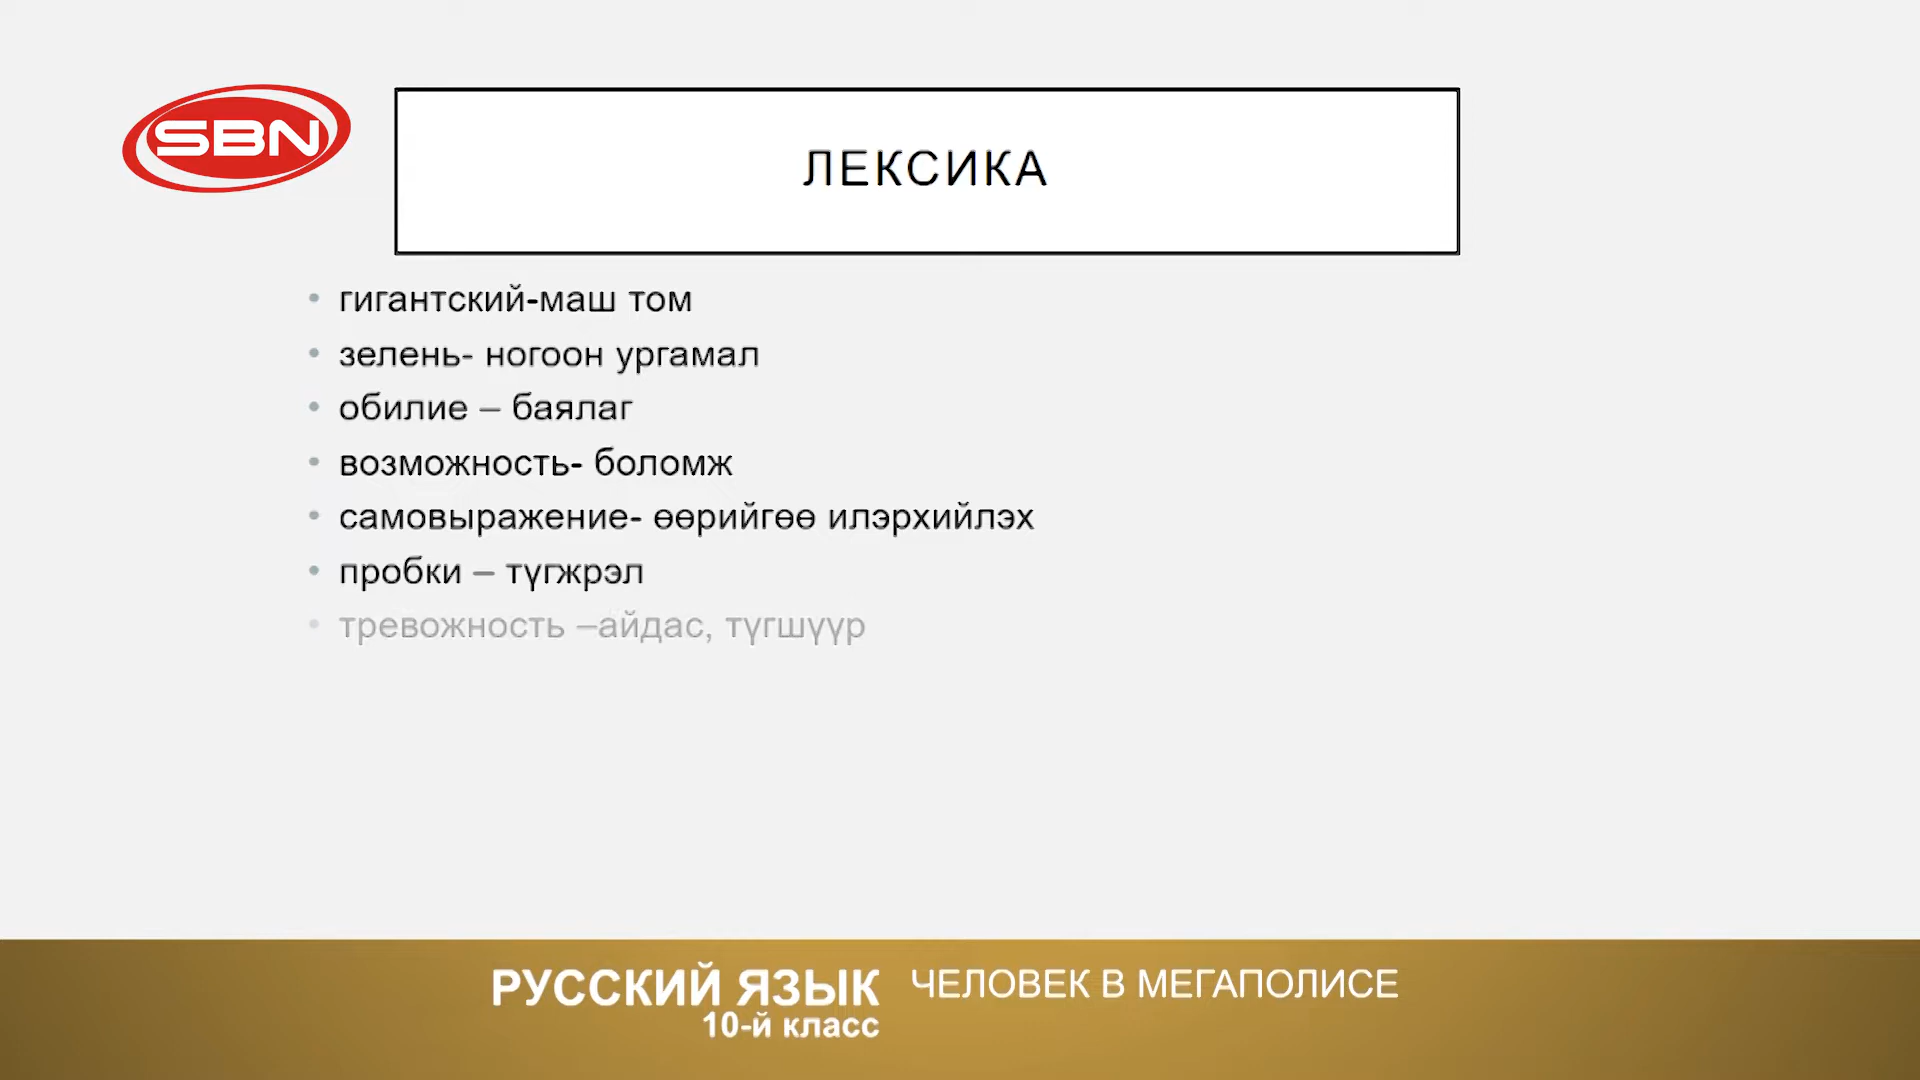 SBN
ЛЕКСИКА
• гигантский-маш том
• зелень- ногоон ургамал
• обилие – баялаг
• возможность- боломж
• самовыражение- өөрийгөө илэрхийлэх
• пробки – түгжрэл
• тревожность –айдас, түгшүүр
РУССКИЙ ЯЗЫК ЧЕЛОВЕК В МЕГАПОЛИСЕ
10-й класс